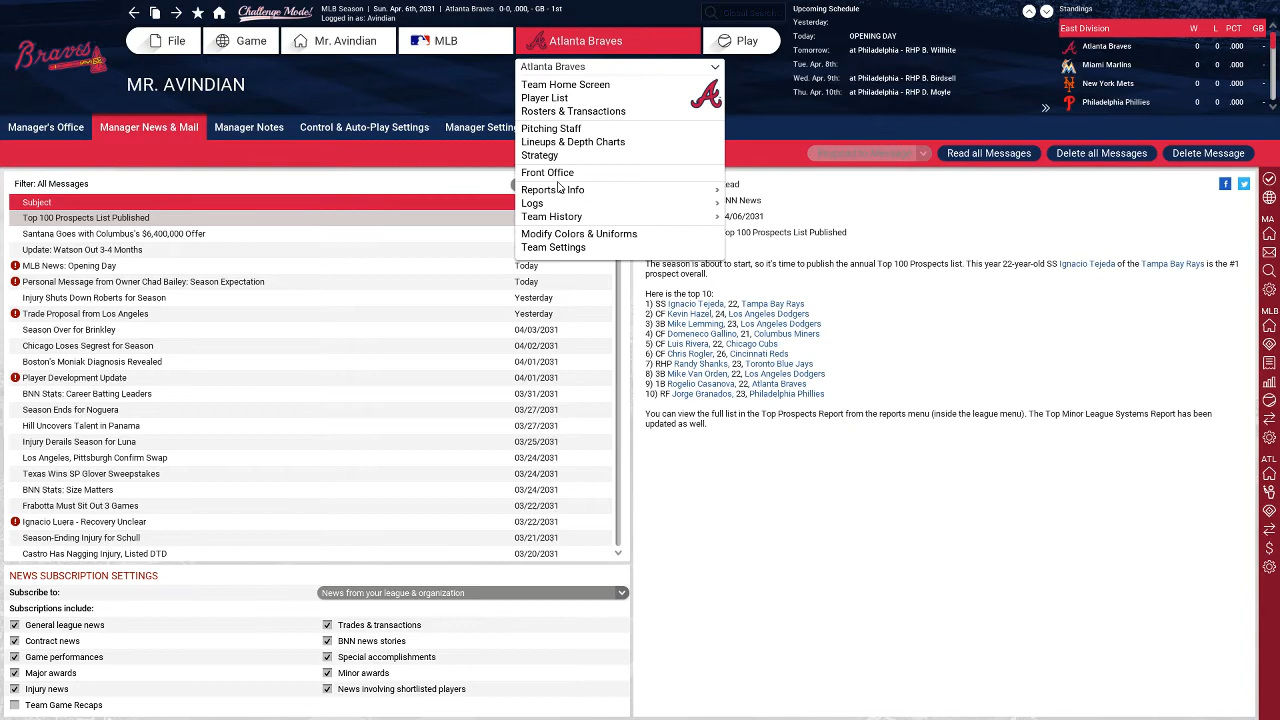 Challenge Mode!
MLB Season | Sun. Apr. 6th, 2031 | Atlanta Braves 0-0, .000, - GB - 1st
Logged in as: Avindian
Global Search...
File
Game
Mr. Avindian
MLB
Atlanta Braves
Play
Braves
MR. AVINDIAN
Upcoming Schedule
Yesterday:
Today: OPENING DAY
Tomorrow: at Philadelphia - RHP B. Willhite
Tue. Apr. 8th:
Wed. Apr. 9th: at Philadelphia - RHP B. Birdsell
Thu. Apr. 10th: at Philadelphia - RHP D. Moyle
Standings
East Division W L PCT GB
Atlanta Braves 0 0 .000 -
Miami Marlins 0 0 .000 -
New York Mets 0 0 .000 -
Philadelphia Phillies 0 0 .000 -
Manager's Office
Manager News & Mail
Manager Notes
Control & Auto-Play Settings
Manager Setting
Atlanta Braves
Team Home Screen
Player List
Rosters & Transactions
Pitching Staff
Lineups & Depth Charts
Strategy
Front Office
Reports & Info
Logs
Team History
Modify Colors & Uniforms
Team Settings
Read all Messages
Delete all Messages
Delete Message
Filter: All Messages
Subject
Top 100 Prospects List Published
Santana Goes with Columbus's $6,400,000 Offer
Update: Watson Out 3-4 Months
MLB News: Opening Day Today
Personal Message from Owner Chad Bailey: Season Expectation Today
Injury Shuts Down Roberts for Season Yesterday
Trade Proposal from Los Angeles Yesterday
Season Over for Brinkley 04/03/2031
Chicago Loses Segrest for Season 04/02/2031
Boston's Moniak Diagnosis Revealed 04/01/2031
Player Development Update 04/01/2031
BNN Stats: Career Batting Leaders 03/31/2031
Season Ends for Noguera 03/27/2031
Hill Uncovers Talent in Panama 03/27/2031
Injury Derails Season for Luna 03/25/2031
Los Angeles, Pittsburgh Confirm Swap 03/24/2031
Texas Wins SP Glover Sweepstakes 03/24/2031
BNN Stats: Size Matters 03/24/2031
Frabotta Must Sit Out 3 Games 03/22/2031
Ignacio Luera - Recovery Unclear 03/22/2031
Season-Ending Injury for Schull 03/21/2031
Castro Has Nagging Injury, Listed DTD 03/20/2031
NEWS SUBSCRIPTION SETTINGS
Subscribe to: News from your league & organization
Subscriptions include:
General league news
Trades & transactions
Contract news
BNN news stories
Game performances
Special accomplishments
Major awards
Minor awards
Injury news
News involving shortlisted players
Team Game Recaps
ead
NN News
4/06/2031
op 100 Prospects List Published
The season is about to start, so it's time to publish the annual Top 100 Prospects list. This year 22-year-old SS Ignacio Tejeda of the Tampa Bay Rays is the #1
prospect overall.
Here is the top 10:
1) SS Ignacio Tejeda, 22, Tampa Bay Rays
2) CF Kevin Hazel, 24, Los Angeles Dodgers
3) 3B Mike Lemming, 23, Los Angeles Dodgers
4) CF Domeneco Gallino, 21, Columbus Miners
5) CF Luis Rivera, 22, Chicago Cubs
6) CF Chris Rogler, 26, Cincinnati Reds
7) RHP Randy Shanks, 23, Toronto Blue Jays
8) 3B Mike Van Orden, 22, Los Angeles Dodgers
9) 1B Rogelio Casanova, 22, Atlanta Braves
10) RF Jorge Granados, 23, Philadelphia Phillies
You can view the full list in the Top Prospects Report from the reports menu (inside the league menu). The Top Minor League Systems Report has been
updated as well.
MA
MLB
ATL